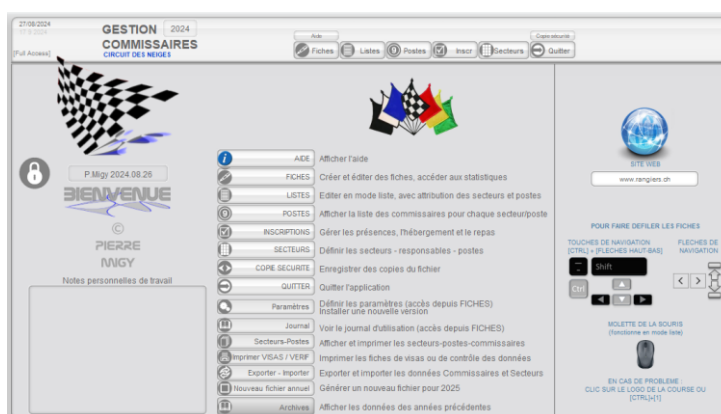 27/08/2024
GESTION 2024
COMMISSAIRES
CIRCUIT DES NEIGES
[Full Access]
Aide
Copie sécurité
Fiches Listes Postes Inscr Secteurs Quitter
P.Migy 2024.08.26
BIENVENUE
©
PIERRE
MIGY
Notes personnelles de travail
AIDE Afficher l'aide
FICHES Créer et éditer des fiches, accéder aux statistiques
LISTES Editer en mode liste, avec attribution des secteurs et postes
POSTES Afficher la liste des commissaires pour chaque secteur/poste
INSCRIPTIONS Gérer les présences, l'hébergement et le repas
SECTEURS Définir les secteurs - responsables - postes
COPIE SECURITE Enregistrer des copies du fichier
QUITTER Quitter l'application
Paramètres Définir les paramètres (accès depuis FICHES)
Installer une nouvelle version
Journal Voir le journal d'utilisation (accès depuis FICHES)
Secteurs-Postes Afficher et imprimer les secteurs-postes-commissaires
Imprimer VISAS / VERIF Imprimer les fiches de visas ou de contrôle des données
Exporter - Importer Exporter et importer les données Commissaires et Secteurs
Nouveau fichier annuel Générer un nouveau fichier pour 2025
Archives Afficher les données des années précédentes
SITE WEB
www.rangiers.ch
POUR FAIRE DEFILER LES FICHES
TOUCHES DE NAVIGATION
[CTRL] + [FLECHES HAUT-BAS]
FLECHES DE
NAVIGATION
Shift
Ctrl
MOLETTE DE LA SOURIS
(fonctionne en mode liste)
EN CAS DE PROBLEME :
CLIC SUR LE LOGO DE LA COURSE OU
[CTRL]+[1]